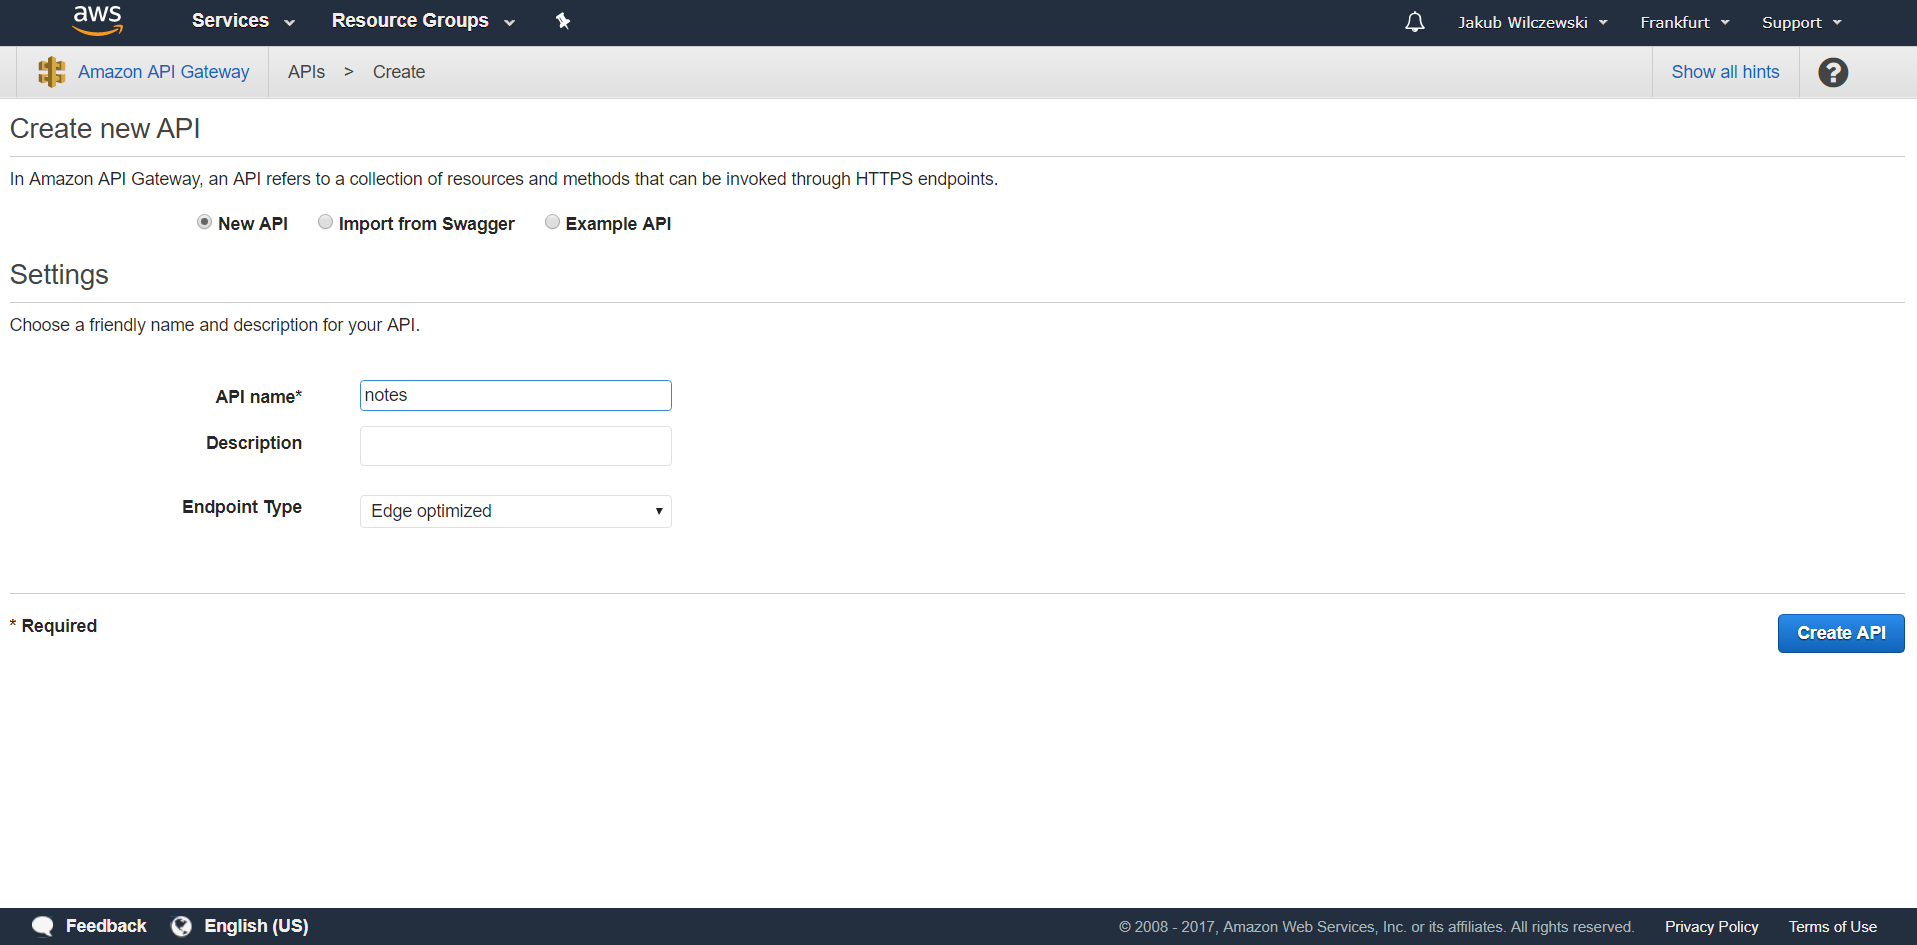 aws Services Resource Groups Jakub Wilczewski Frankfurt Support
Amazon API Gateway APIs > Create Show all hints ?
Create new API
In Amazon API Gateway, an API refers to a collection of resources and methods that can be invoked through HTTPS endpoints.
New API Import from Swagger Example API
Settings
Choose a friendly name and description for your API.
API name* notes
Description
Endpoint Type Edge optimized
* Required Create API
Feedback English (US) © 2008 - 2017, Amazon Web Services, Inc. or its affiliates. All rights reserved. Privacy Policy Terms of Use